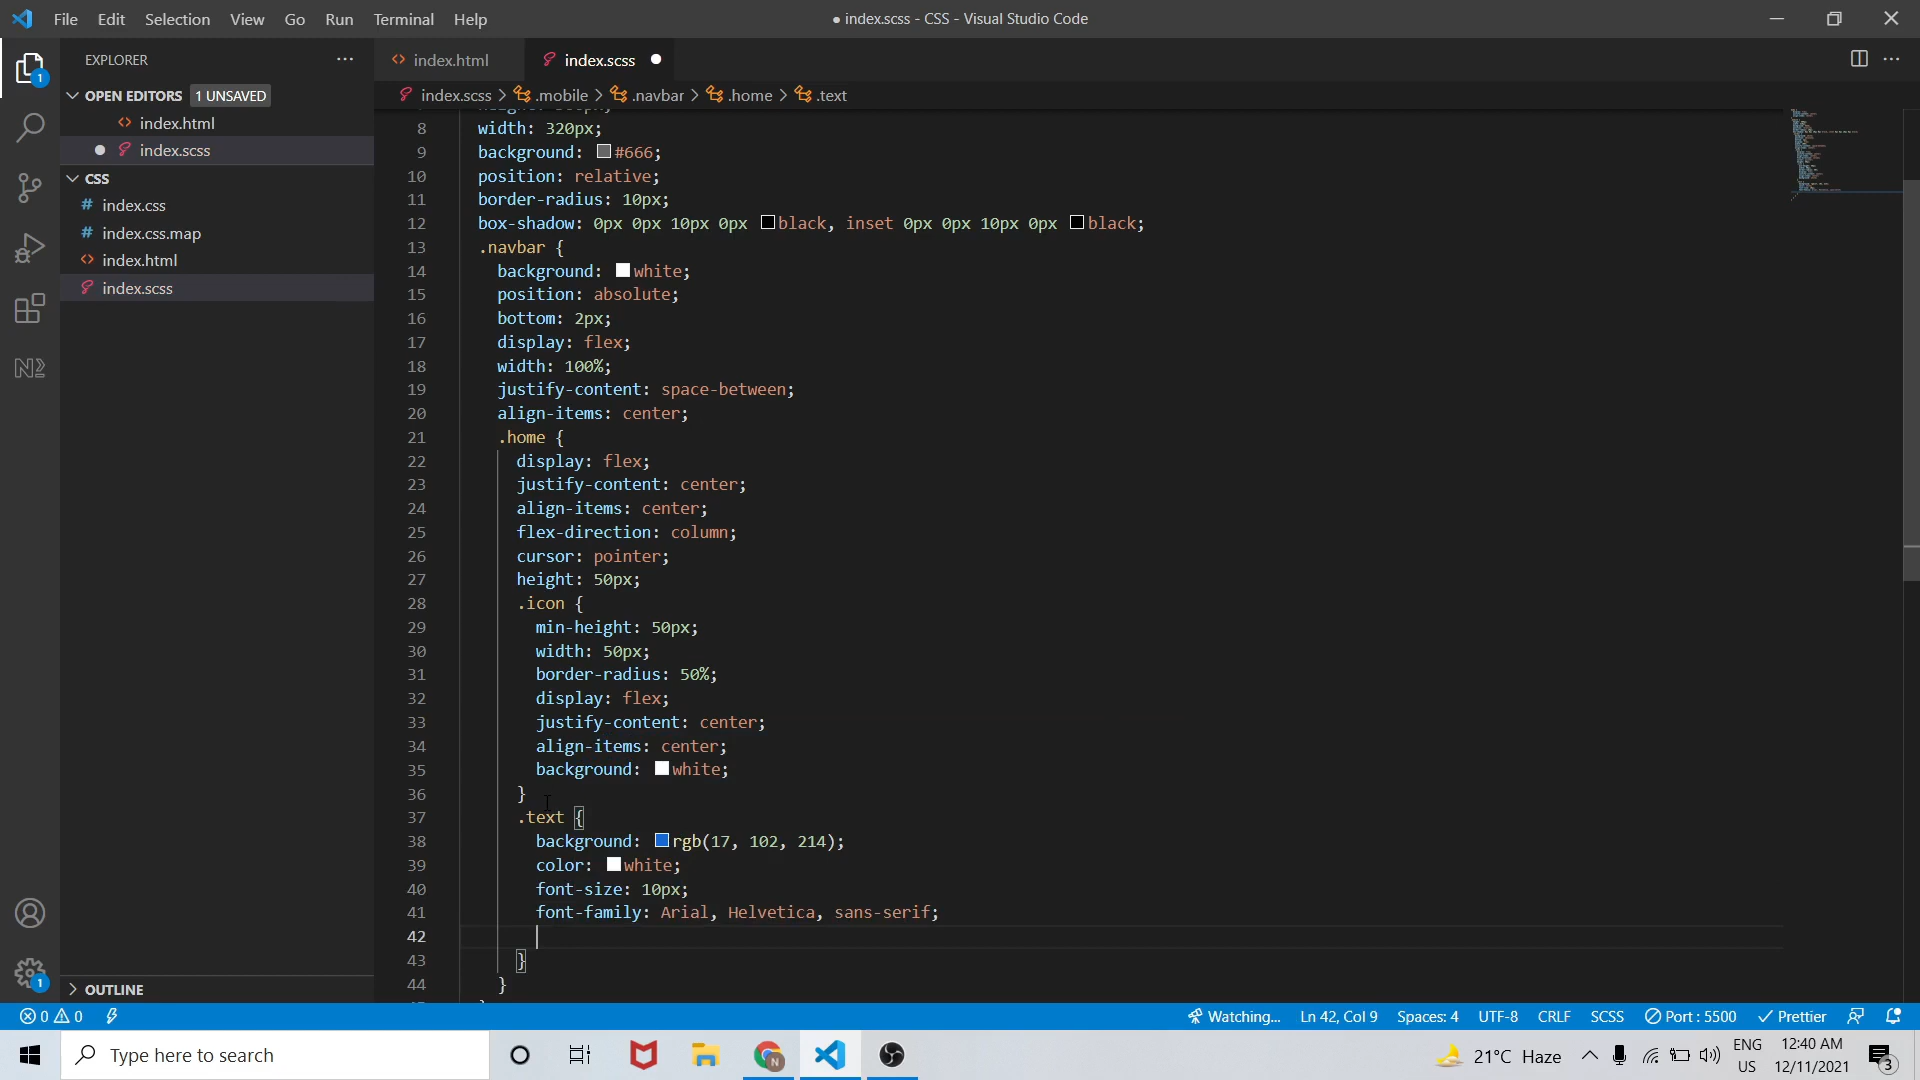 File Edit Selection View Go Run Terminal Help
● index.scss - CSS - Visual Studio Code
EXPLORER
OPEN EDITORS 1 UNSAVED
index.html
index.scss
CSS
index.css
index.css.map
index.html
index.scss
OUTLINE
index.html
index.scss
index.scss > .mobile > .navbar > .home > .text
8 width: 320px;
9 background: #666;
10 position: relative;
11 border-radius: 10px;
12 box-shadow: 0px 0px 10px 0px black, inset 0px 0px 10px 0px black;
13 .navbar {
14 background: white;
15 position: absolute;
16 bottom: 2px;
17 display: flex;
18 width: 100%;
19 justify-content: space-between;
20 align-items: center;
21 .home {
22 display: flex;
23 justify-content: center;
24 align-items: center;
25 flex-direction: column;
26 cursor: pointer;
27 height: 50px;
28 .icon {
29 min-height: 50px;
30 width: 50px;
31 border-radius: 50%;
32 display: flex;
33 justify-content: center;
34 align-items: center;
35 background: white;
36 }
37 .text {
38 background: rgb(17, 102, 214);
39 color: white;
40 font-size: 10px;
41 font-family: Arial, Helvetica, sans-serif;
42
43 }
44 }
0 0 Watching... Ln 42, Col 9 Spaces: 4 UTF-8 CRLF SCSS Port : 5500 Prettier
Type here to search
21°C Haze
ENG
US
12:40 AM
12/11/2021
3